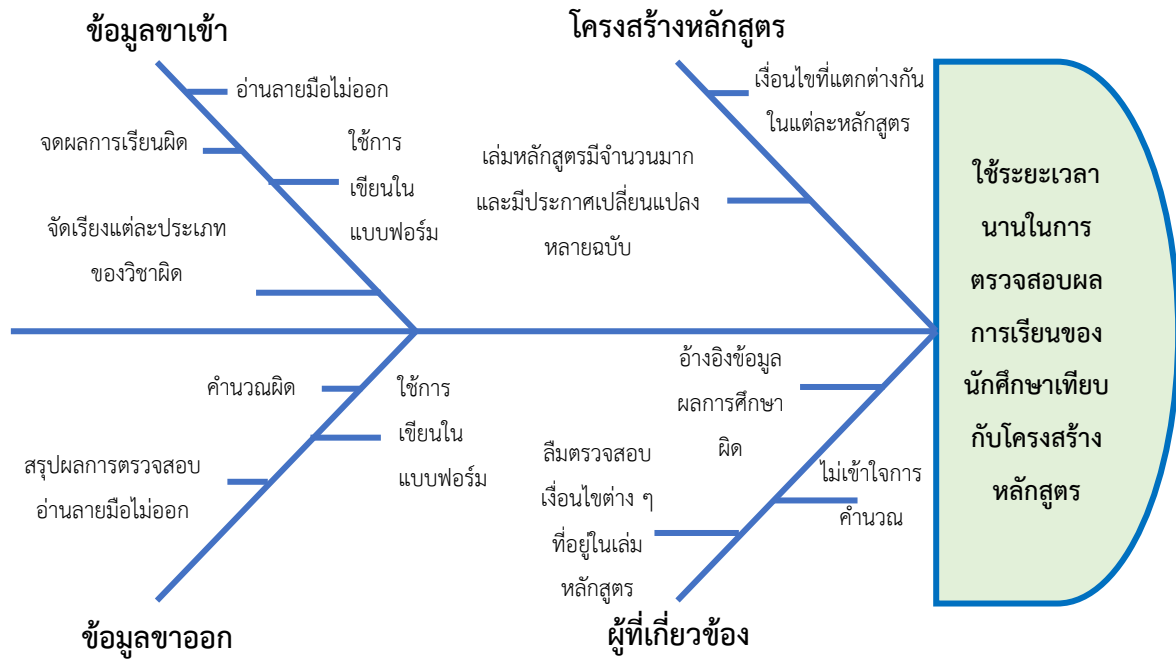 ข้อมูลขาเข้า
อ่านลายมือไม่ออก
จดผลการเรียนผิด
ใช้การ
เขียนใน
แบบฟอร์ม
จัดเรียงแต่ละประเภท
ของวิชาผิด
โครงสร้างหลักสูตร
เงื่อนไขที่แตกต่างกัน
ในแต่ละหลักสูตร
เล่มหลักสูตรมีจำนวนมาก
และมีประกาศเปลี่ยนแปลง
หลายฉบับ
ใช้ระยะเวลา
นานในการ
ตรวจสอบผล
การเรียนของ
นักศึกษาเทียบ
กับโครงสร้าง
หลักสูตร
คำนวณผิด
ใช้การ
เขียนใน
แบบฟอร์ม
สรุปผลการตรวจสอบ
อ่านลายมือไม่ออก
ข้อมูลขาออก
อ้างอิงข้อมูล
ผลการศึกษา
ผิด
ไม่เข้าใจการ
คำนวณ
ลืมตรวจสอบ
เงื่อนไขต่าง ๆ
ที่อยู่ในเล่ม
หลักสูตร
ผู้ที่เกี่ยวข้อง